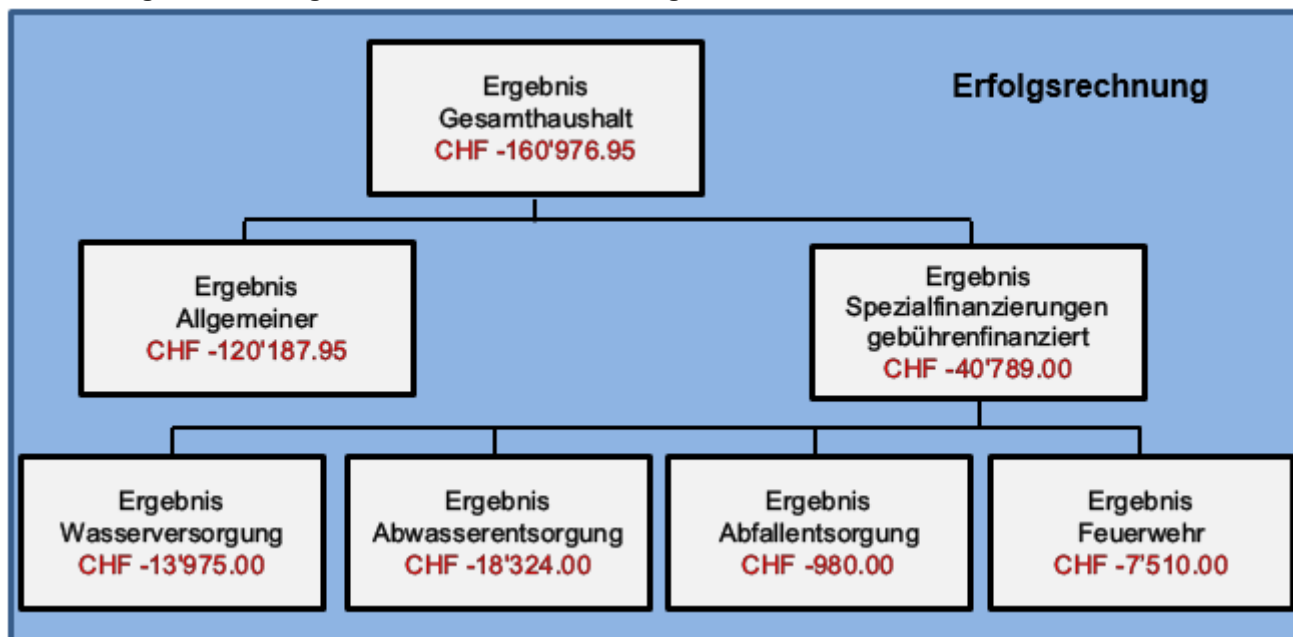 Erfolgsrechnung
Ergebnis
Gesamthaushalt
CHF -160'976.95
Ergebnis
Allgemeiner
CHF -120'187.95
Ergebnis
Spezialfinanzierungen
gebührenfinanziert
CHF -40'789.00
Ergebnis
Wasserversorgung
CHF -13'975.00
Ergebnis
Abwasserentsorgung
CHF -18'324.00
Ergebnis
Abfallentsorgung
CHF -980.00
Ergebnis
Feuerwehr
CHF -7'510.00